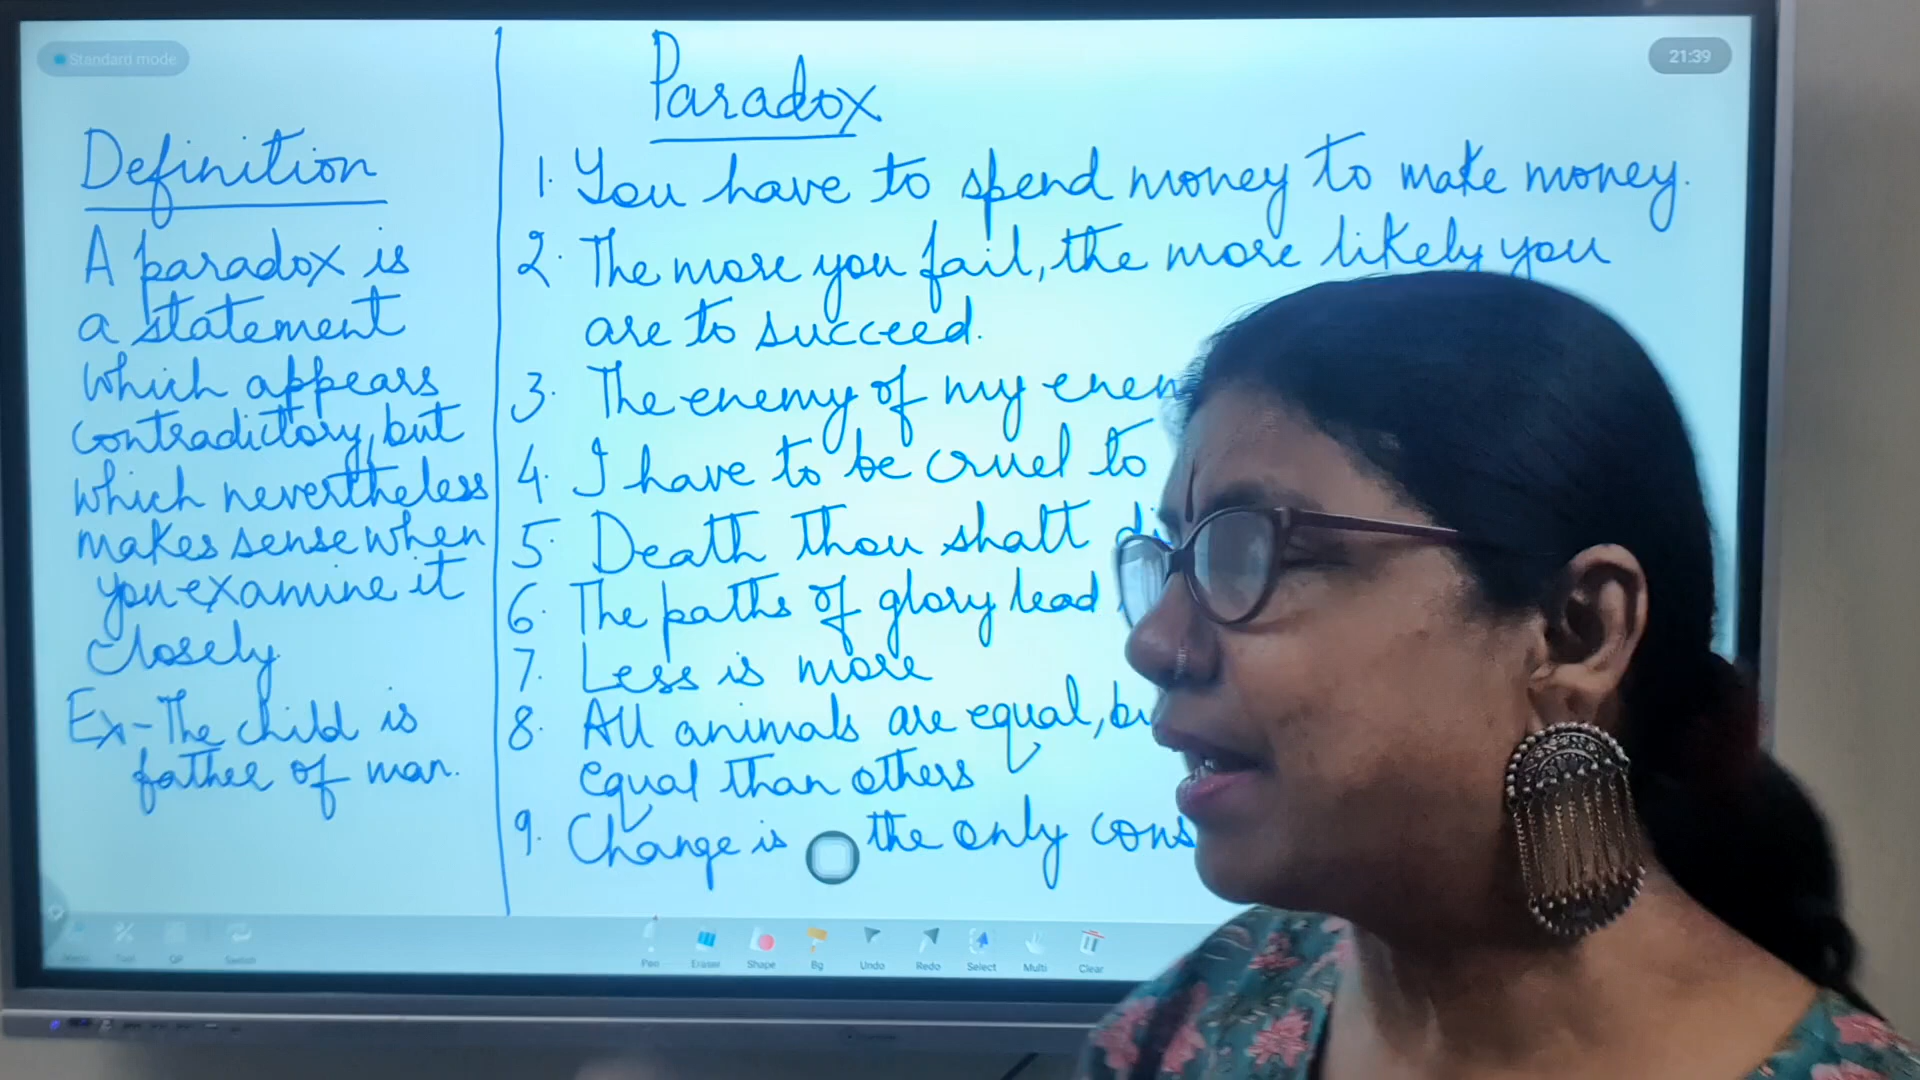 Standard mode
21:39
Paradox
Definition
A paradox is
a statement
which appears
contradictory, but
which nevertheless
makes sense when
you examine it
closely
Ex - The child is
father of man.
1. You have to spend money to make money.
2. The more you fail, the more likely you
are to succeed.
3. The enemy of my enem
4. I have to be cruel to
5. Death thou shalt di
6. The paths of glory lead
7. Less is more
8. All animals are equal, bu
equal than others
9. Change is the only cons
Pen Eraser Shape Bg Undo Redo Select Multi Clear